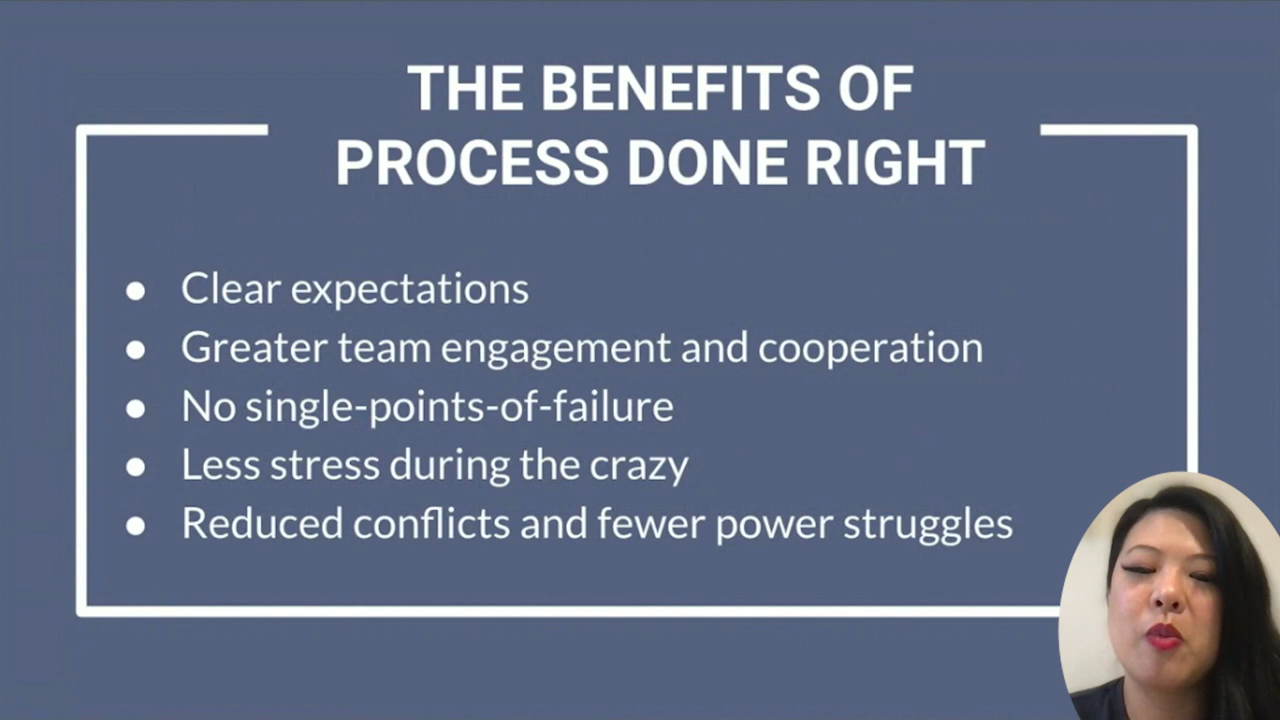 THE BENEFITS OF
PROCESS DONE RIGHT
● Clear expectations
● Greater team engagement and cooperation
● No single-points-of-failure
● Less stress during the crazy
● Reduced conflicts and fewer power struggles